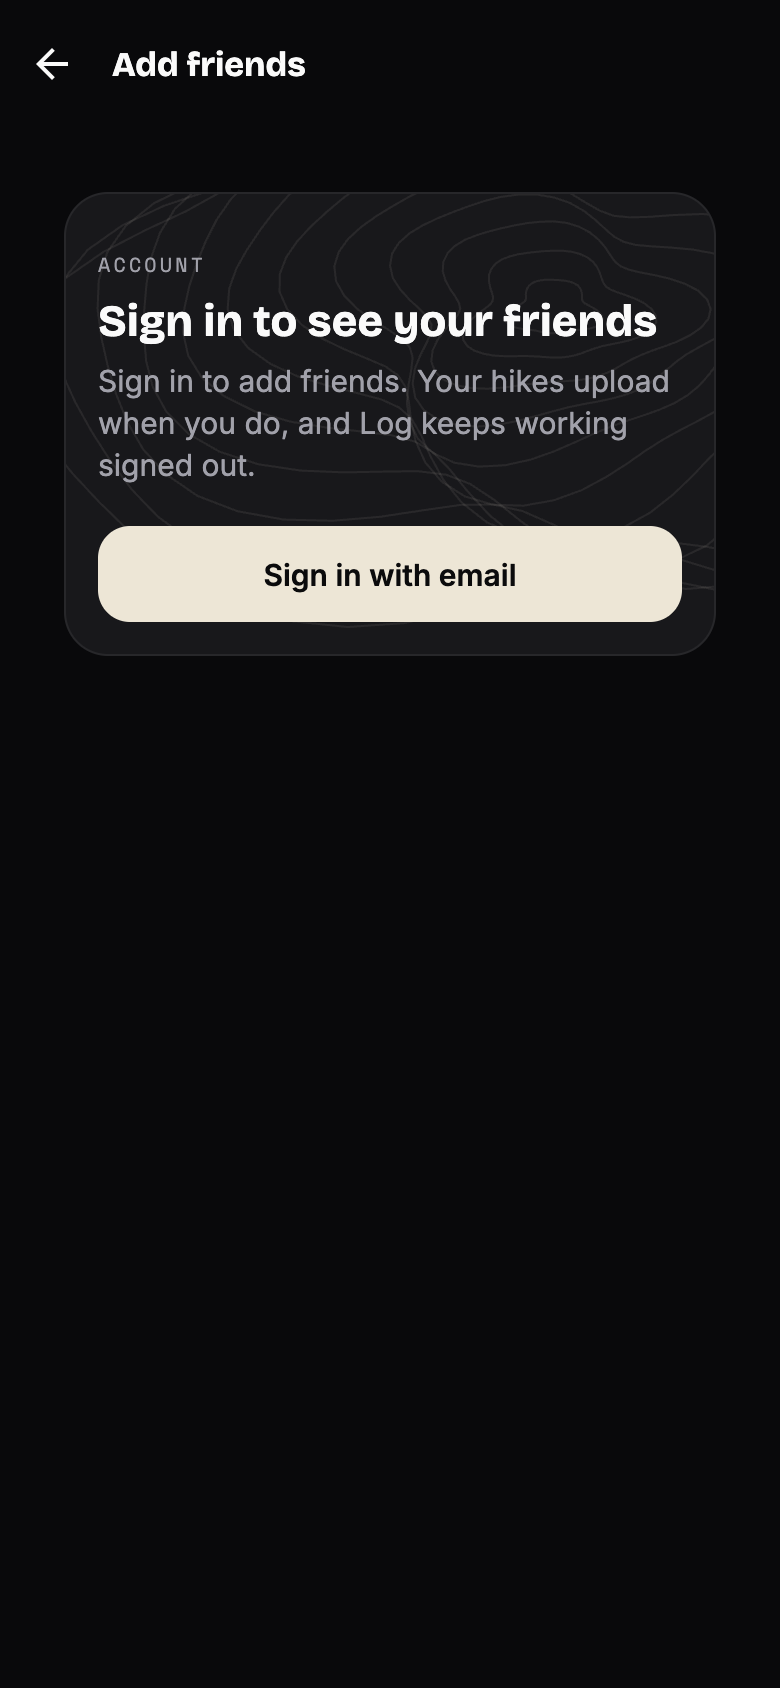 Add friends
ACCOUNT
Sign in to see your friends
Sign in to add friends. Your hikes upload
when you do, and Log keeps working
signed out.
Sign in with email